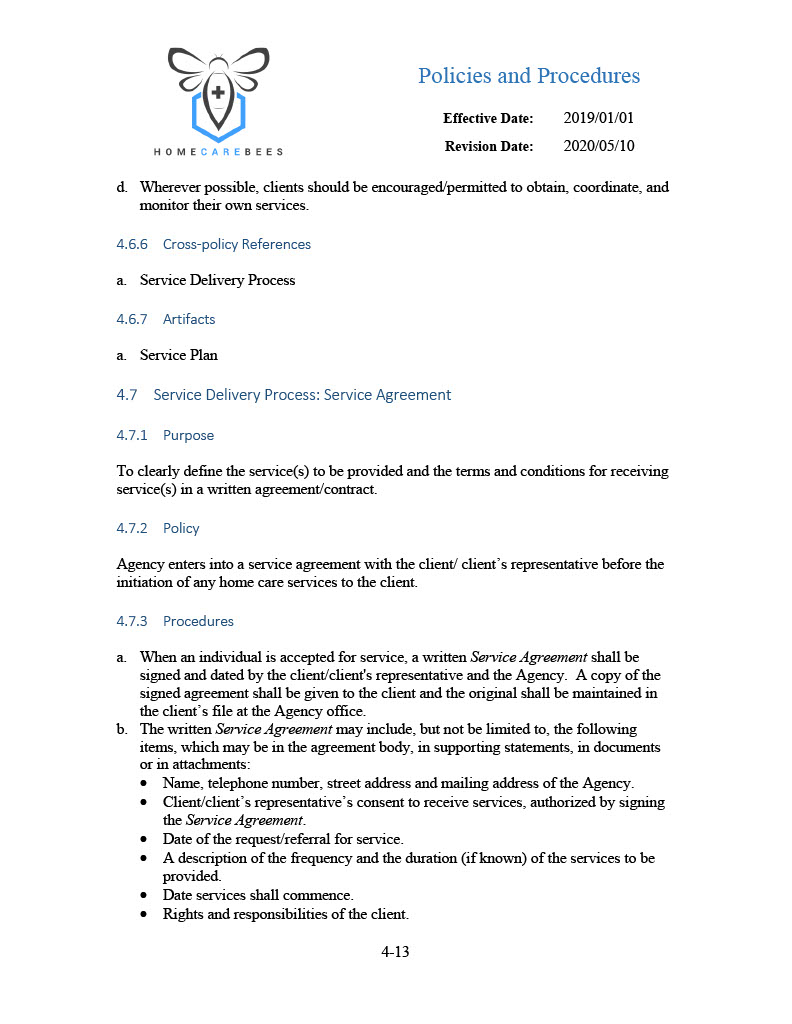 HOMECAREBEES
Policies and Procedures
Effective Date: 2019/01/01
Revision Date: 2020/05/10
d. Wherever possible, clients should be encouraged/permitted to obtain, coordinate, and
monitor their own services.
4.6.6 Cross-policy References
a. Service Delivery Process
4.6.7 Artifacts
a. Service Plan
4.7 Service Delivery Process: Service Agreement
4.7.1 Purpose
To clearly define the service(s) to be provided and the terms and conditions for receiving
service(s) in a written agreement/contract.
4.7.2 Policy
Agency enters into a service agreement with the client/ client’s representative before the
initiation of any home care services to the client.
4.7.3 Procedures
a. When an individual is accepted for service, a written Service Agreement shall be
signed and dated by the client/client's representative and the Agency.  A copy of the
signed agreement shall be given to the client and the original shall be maintained in
the client’s file at the Agency office.
b. The written Service Agreement may include, but not be limited to, the following
items, which may be in the agreement body, in supporting statements, in documents
or in attachments:
• Name, telephone number, street address and mailing address of the Agency.
• Client/client’s representative’s consent to receive services, authorized by signing
the Service Agreement.
• Date of the request/referral for service.
• A description of the frequency and the duration (if known) of the services to be
provided.
• Date services shall commence.
• Rights and responsibilities of the client.
4-13